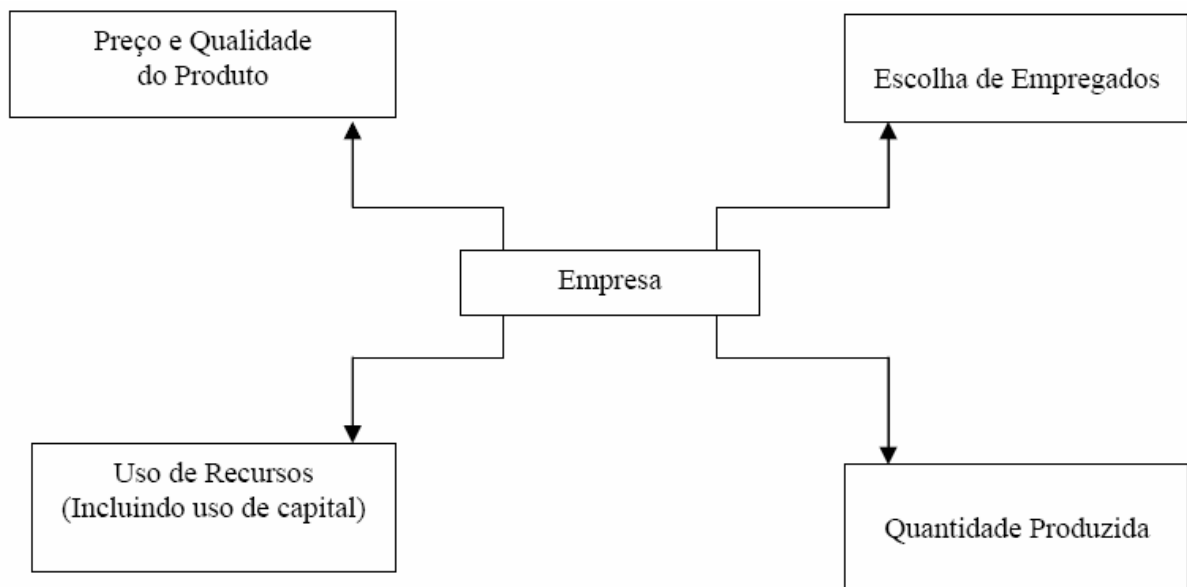 Preço e Qualidade
do Produto
Escolha de Empregados
Empresa
Uso de Recursos
(Incluindo uso de capital)
Quantidade Produzida